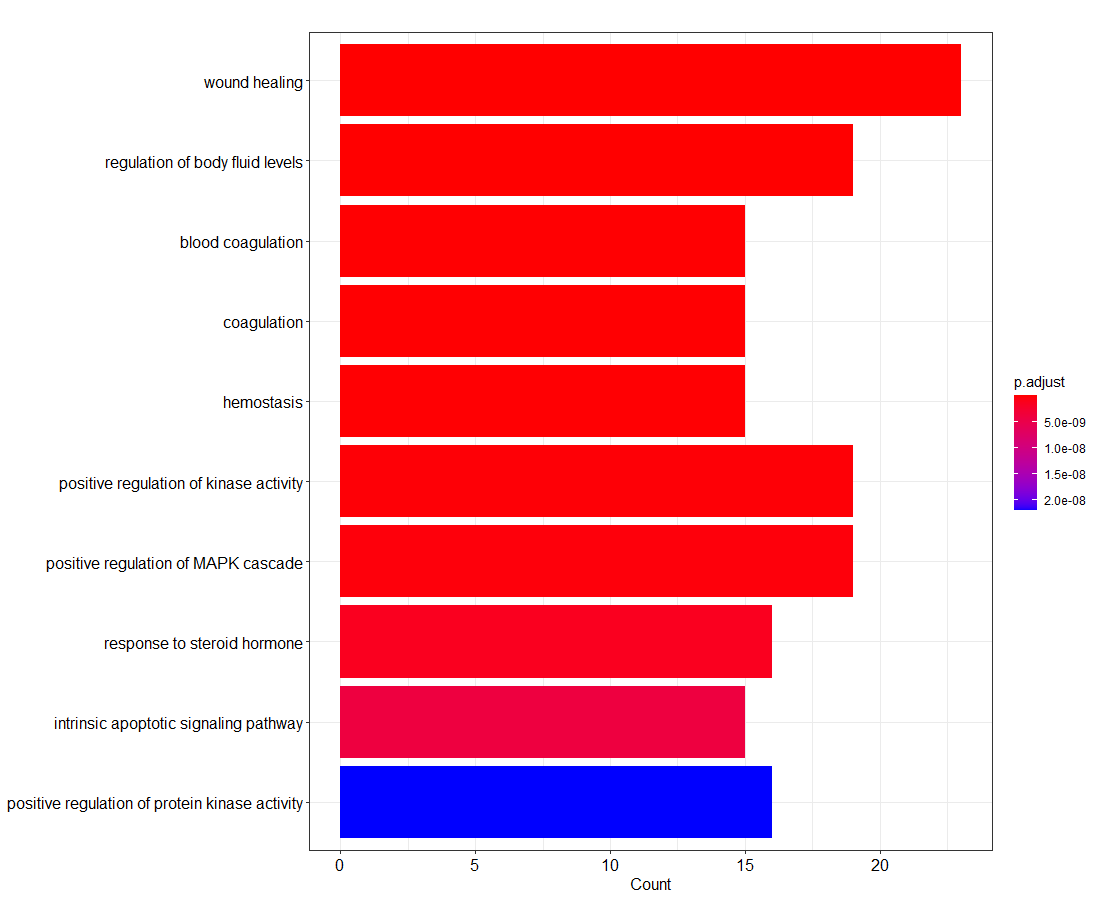 wound healing
regulation of body fluid levels
blood coagulation
coagulation
hemostasis
positive regulation of kinase activity
positive regulation of MAPK cascade
response to steroid hormone
intrinsic apoptotic signaling pathway
positive regulation of protein kinase activity
0 5 10 15 20
Count
p.adjust
5.0e-09
1.0e-08
1.5e-08
2.0e-08